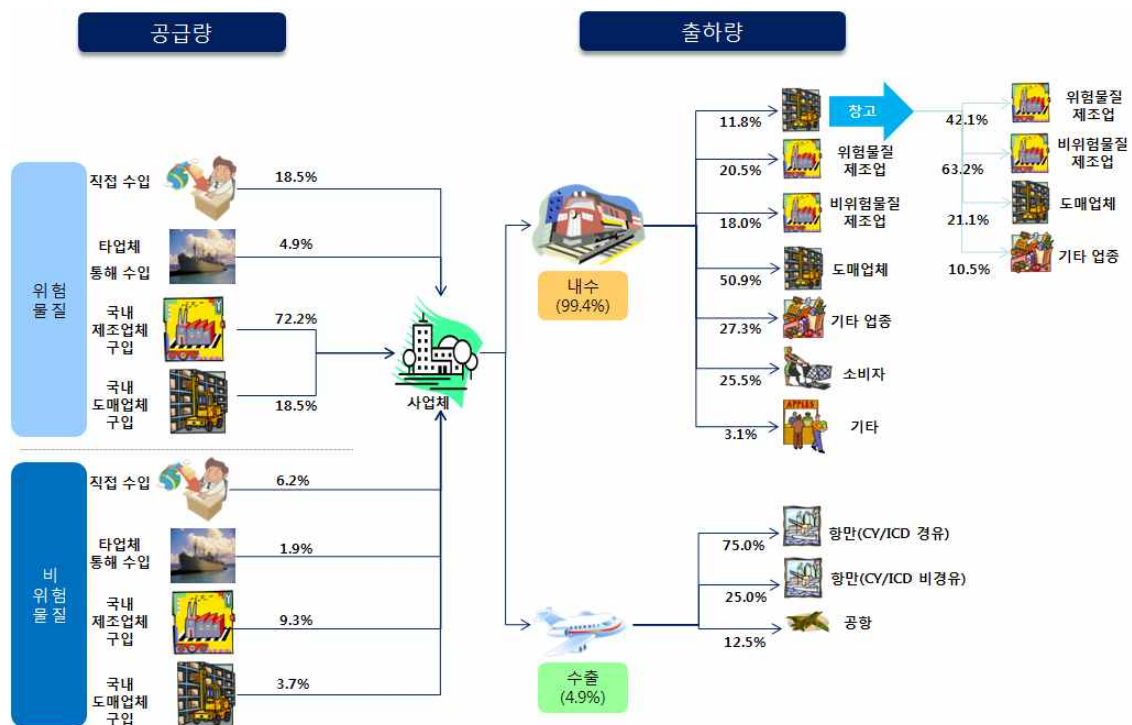 공급량
출하량
위험
물질
직접 수입
18.5%
타업체
통해 수입
4.9%
국내
제조업체
구입
72.2%
국내
도매업체
구입
18.5%
비
위험
물질
직접 수입
6.2%
타업체
통해 수입
1.9%
국내
제조업체
구입
9.3%
국내
도매업체
구입
3.7%
사업체
내수
(99.4%)
11.8%
창고
42.1%
위험물질
제조업
63.2%
비위험물질
제조업
21.1%
도매업체
10.5%
기타 업종
20.5%
위험물질
제조업
18.0%
비위험물질
제조업
50.9%
도매업체
27.3%
기타 업종
25.5%
소비자
APPLES
3.1%
기타
수출
(4.9%)
75.0%
항만(CY/ICD 경유)
25.0%
항만(CY/ICD 비경유)
12.5%
공항